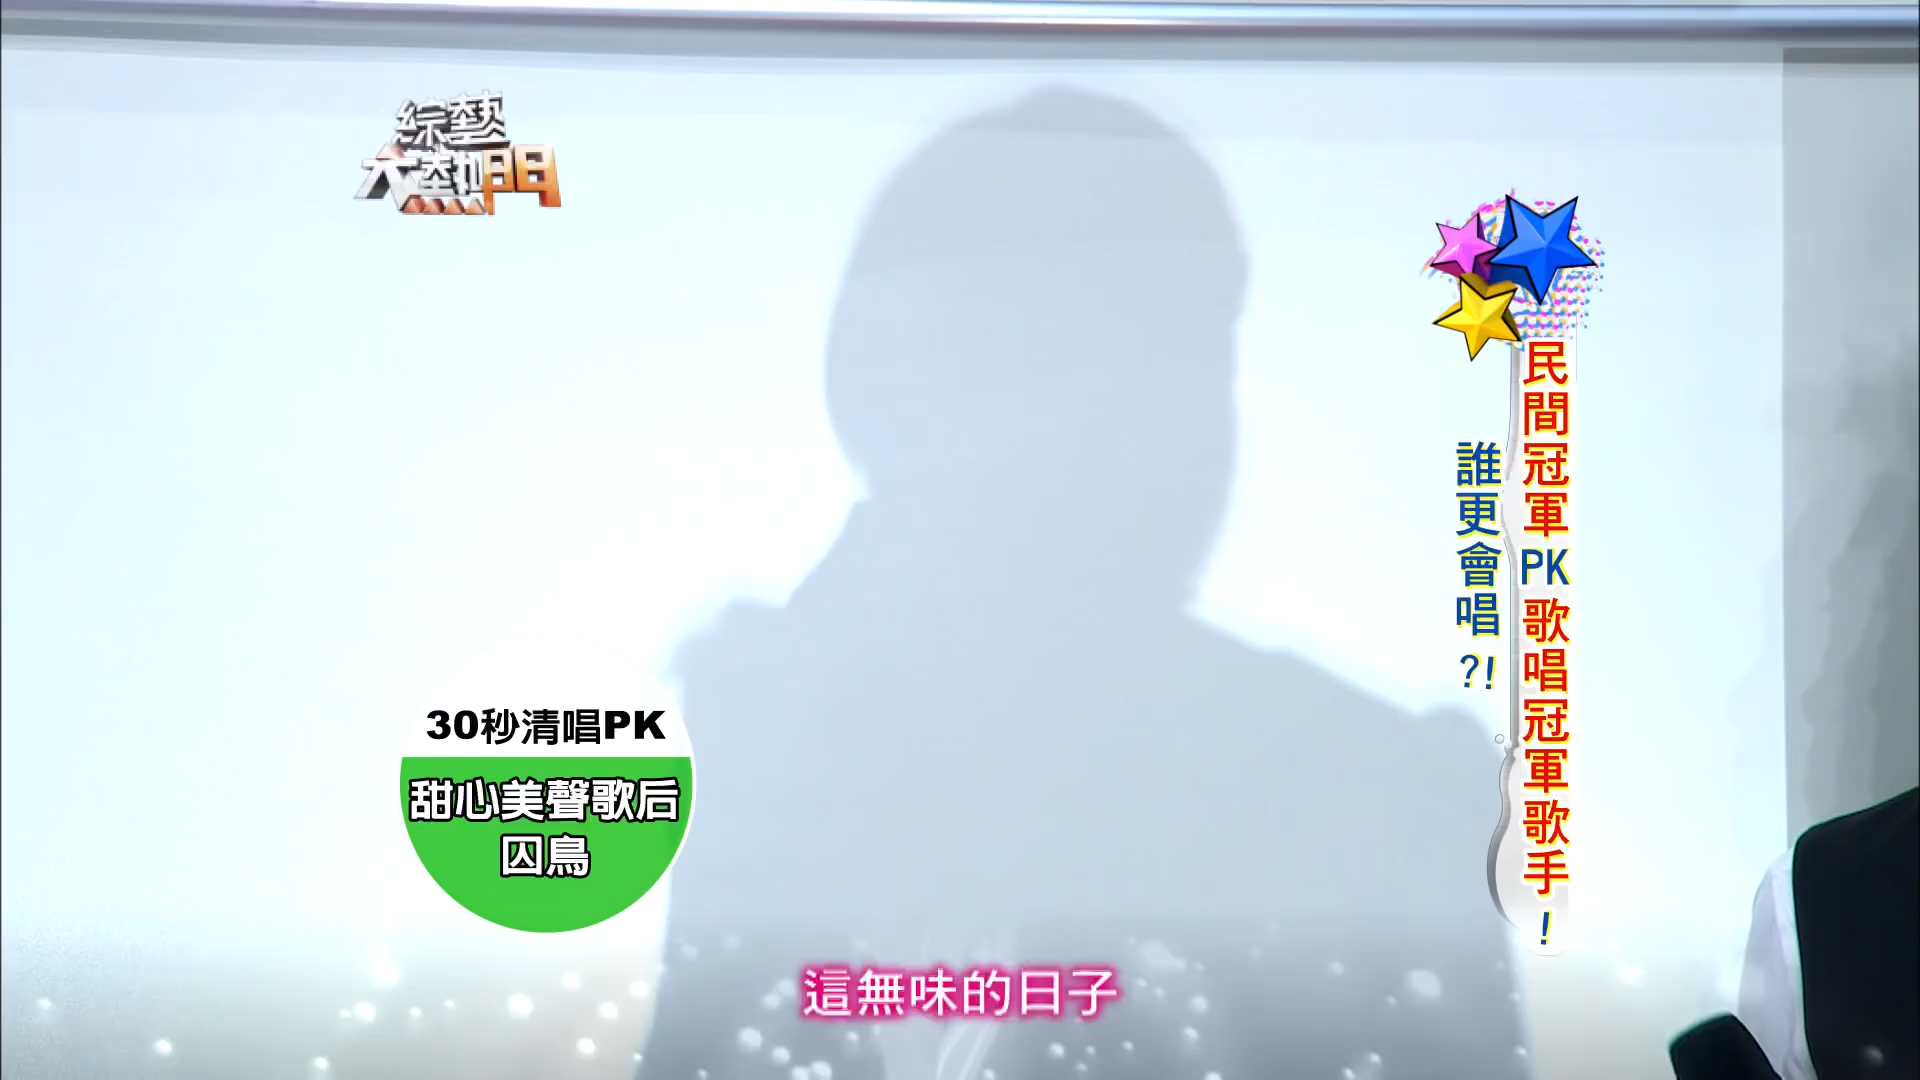 綜藝
大熱門
民間冠軍PK歌唱冠軍歌手!
誰更會唱?!
30秒清唱PK
甜心美聲歌后
囚鳥
這無味的日子